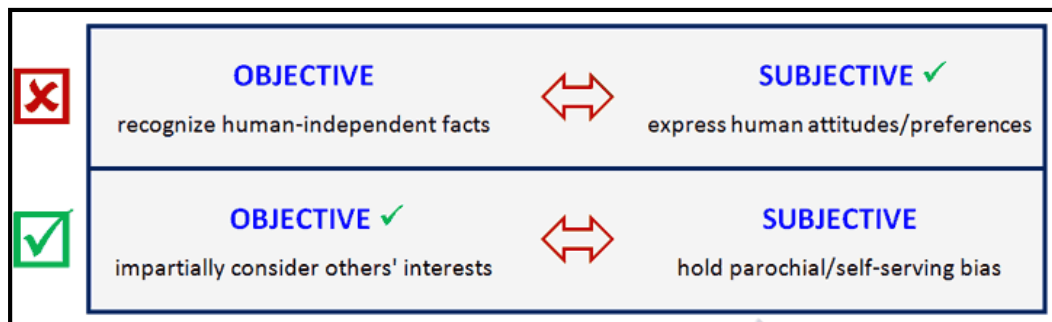 OBJECTIVE
SUBJECTIVE ✓
recognize human-independent facts
express human attitudes/preferences
OBJECTIVE ✓
SUBJECTIVE
impartially consider others' interests
hold parochial/self-serving bias